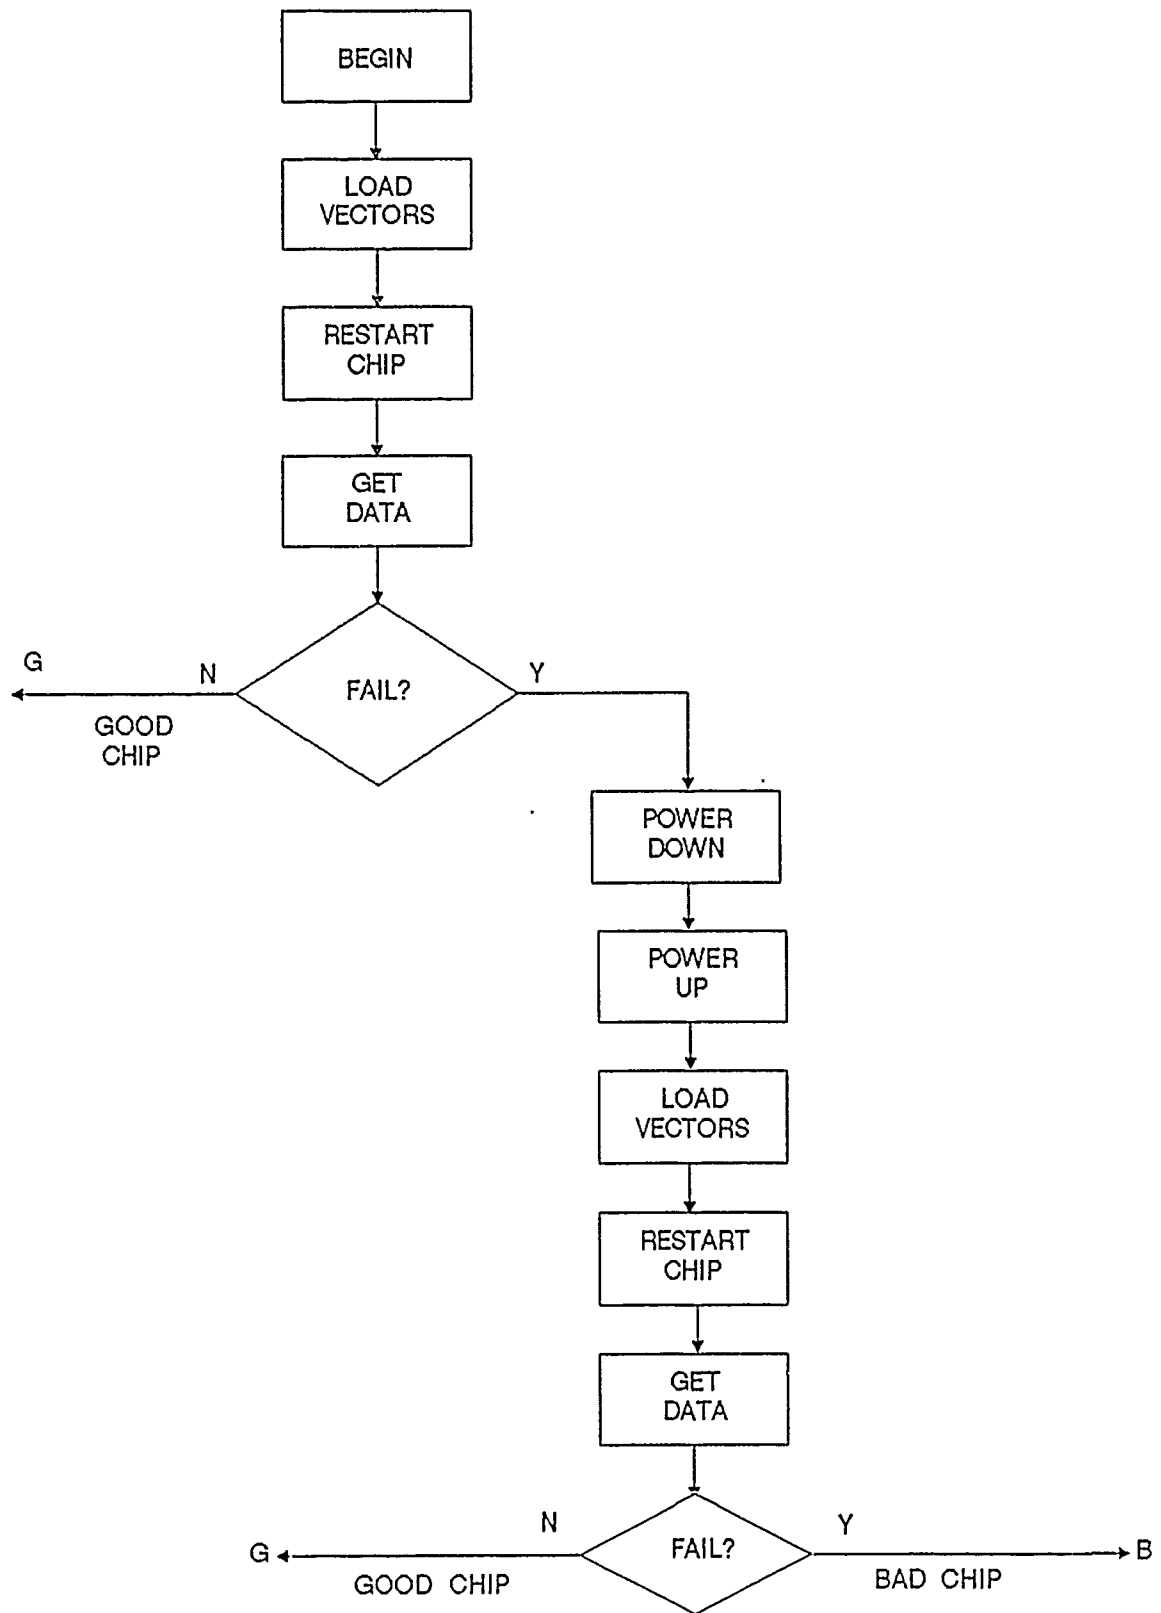 BEGIN
LOAD
VECTORS
RESTART
CHIP
GET
DATA
FAIL?
G
N
Y
GOOD
CHIP
POWER
DOWN
POWER
UP
LOAD
VECTORS
RESTART
CHIP
GET
DATA
FAIL?
N
Y
G
GOOD CHIP
BAD CHIP
B